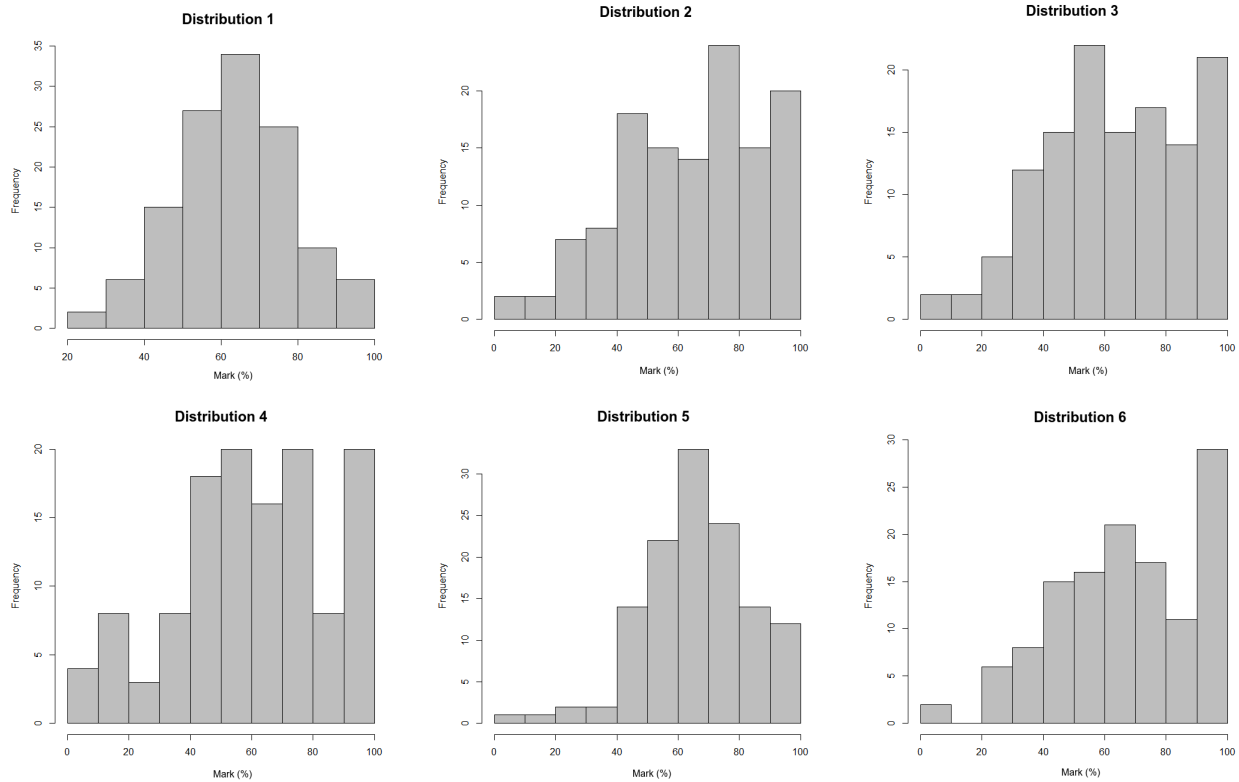 Distribution 1
Frequency
0 5 10 15 20 25 30 35
20 40 60 80 100
Mark (%)
Distribution 2
Frequency
0 5 10 15 20
0 20 40 60 80 100
Mark (%)
Distribution 3
Frequency
0 5 10 15 20
0 20 40 60 80 100
Mark (%)
Distribution 4
Frequency
0 5 10 15 20
0 20 40 60 80 100
Mark (%)
Distribution 5
Frequency
0 5 10 15 20 25 30
0 20 40 60 80 100
Mark (%)
Distribution 6
Frequency
0 5 10 15 20 25 30
0 20 40 60 80 100
Mark (%)